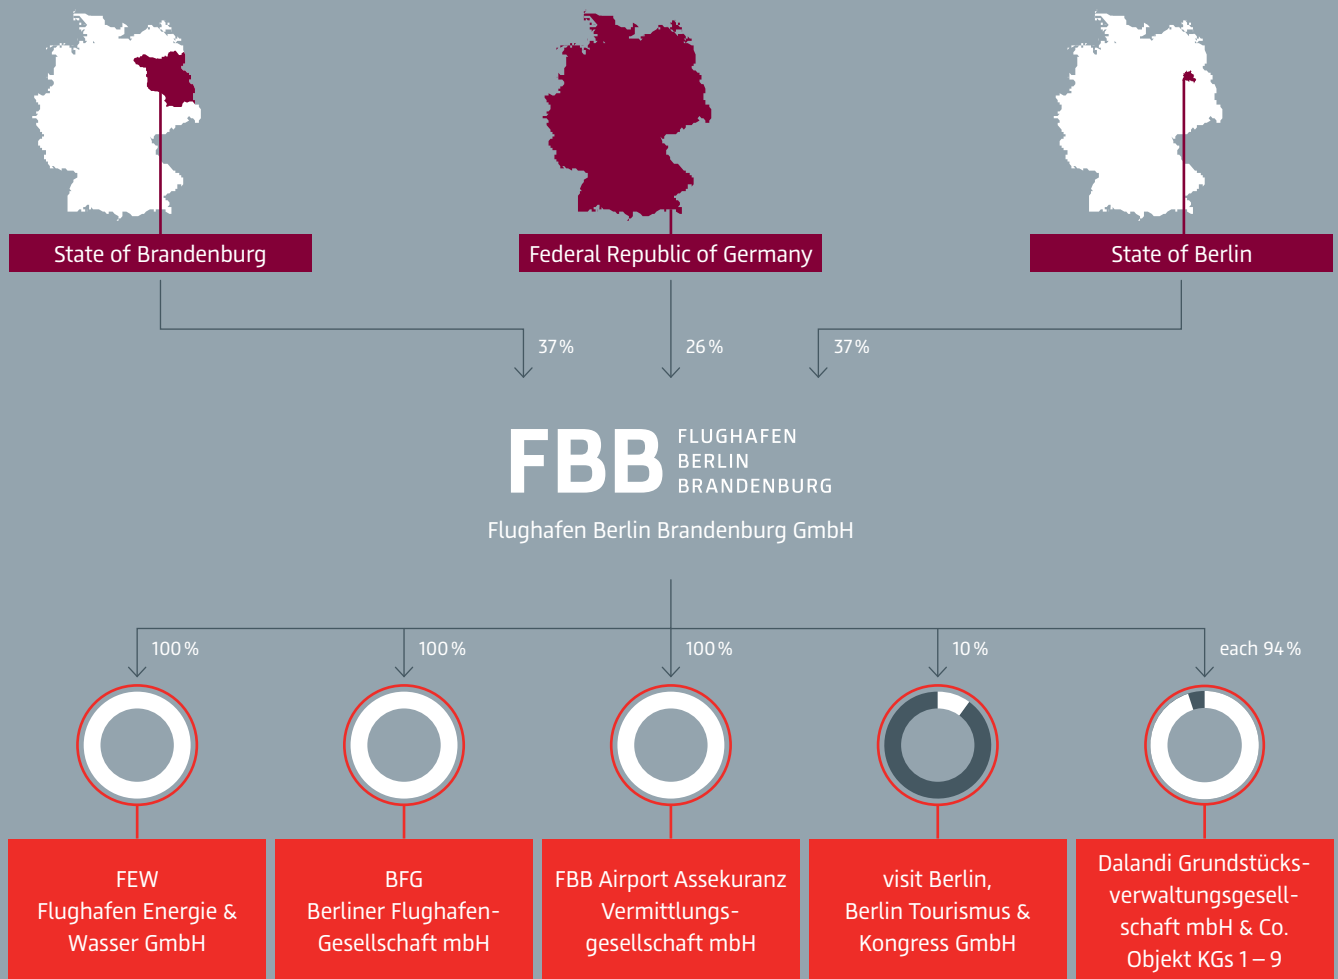 State of Brandenburg
Federal Republic of Germany
State of Berlin
37 %
26 %
37 %
FBB
FLUGHAFEN
BERLIN
BRANDENBURG
Flughafen Berlin Brandenburg GmbH
100 %
100 %
100 %
10 %
each 94 %
FEW
Flughafen Energie &
Wasser GmbH
BFG
Berliner Flughafen-
Gesellschaft mbH
FBB Airport Assekuranz
Vermittlungs-
gesellschaft mbH
visit Berlin,
Berlin Tourismus &
Kongress GmbH
Dalandi Grundstücks-
verwaltungsgesell-
schaft mbH & Co.
Objekt KGs 1 – 9